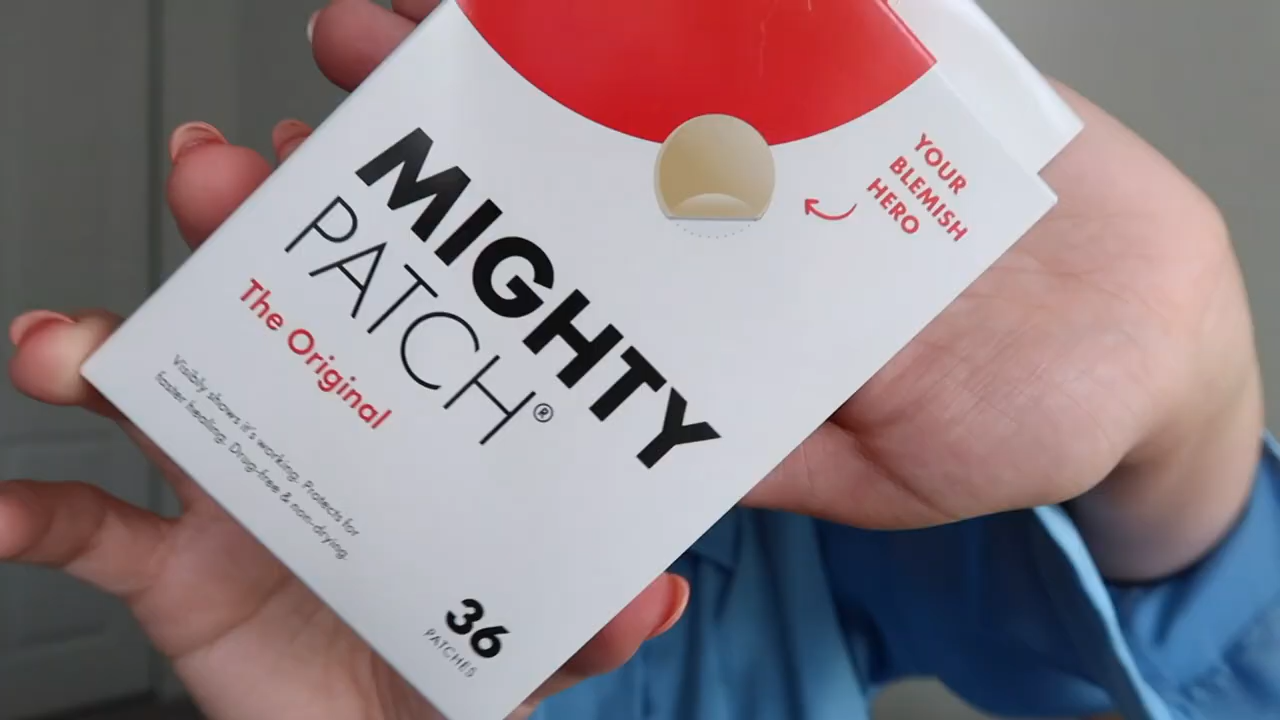 YOUR
BLEMISH
HERO
MIGHTY
PATCH®
The Original
Visibly shows it's working. Protects for
faster healing. Drug-free & non-drying.
36
PATCHES